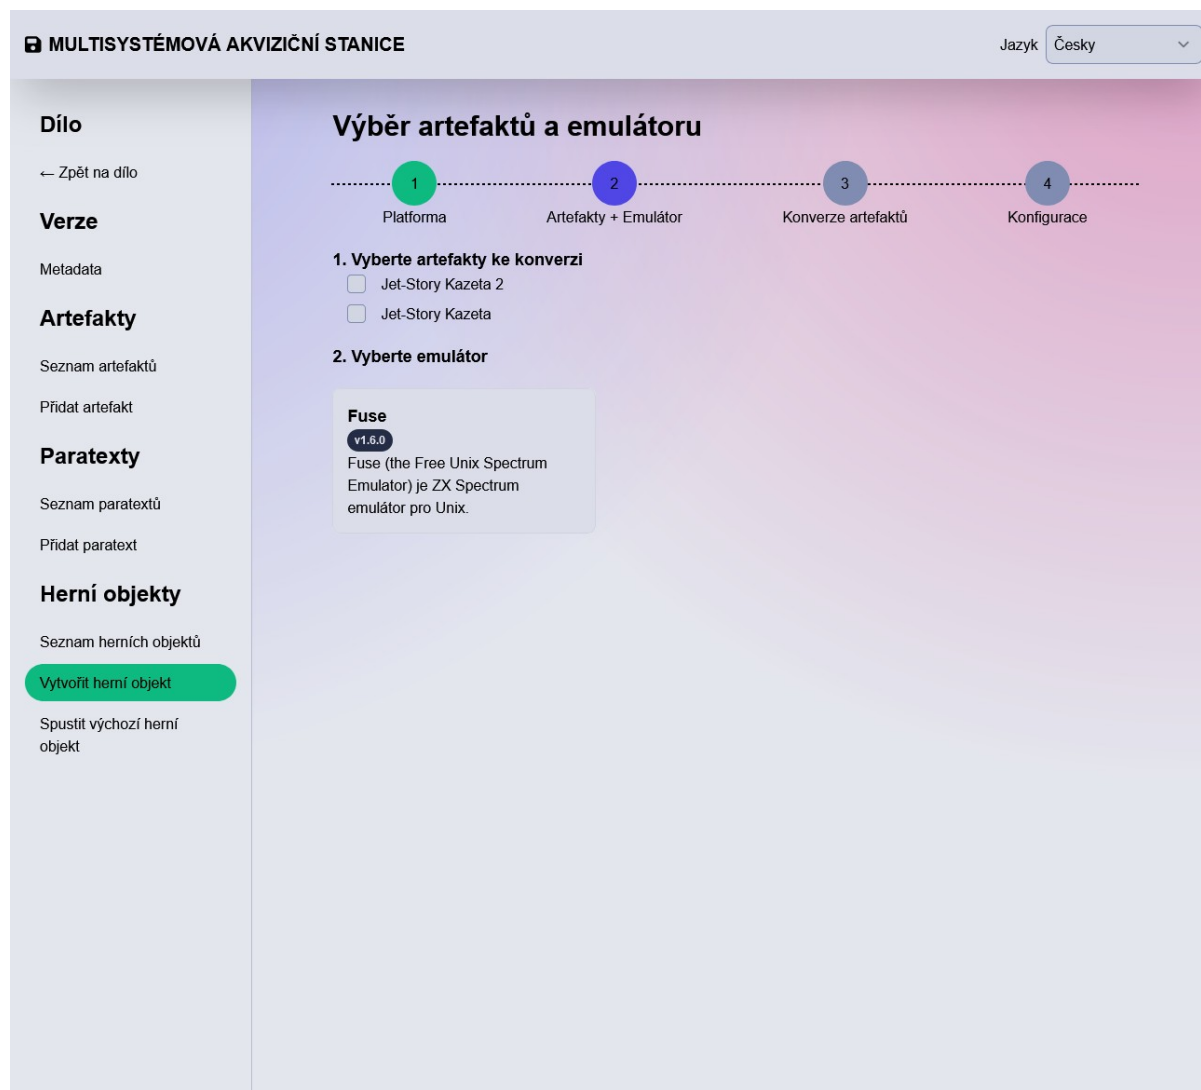 MULTISYSTÉMOVÁ AKVIZIČNÍ STANICE
Jazyk
Česky
Dílo
← Zpět na dílo
Verze
Metadata
Artefakty
Seznam artefaktů
Přidat artefakt
Paratexty
Seznam paratextů
Přidat paratext
Herní objekty
Seznam herních objektů
Vytvořit herní objekt
Spustit výchozí herní
objekt
Výběr artefaktů a emulátoru
1
2
3
4
Platforma
Artefakty + Emulátor
Konverze artefaktů
Konfigurace
1. Vyberte artefakty ke konverzi
Jet-Story Kazeta 2
Jet-Story Kazeta
2. Vyberte emulátor
Fuse
v1.6.0
Fuse (the Free Unix Spectrum
Emulator) je ZX Spectrum
emulátor pro Unix.